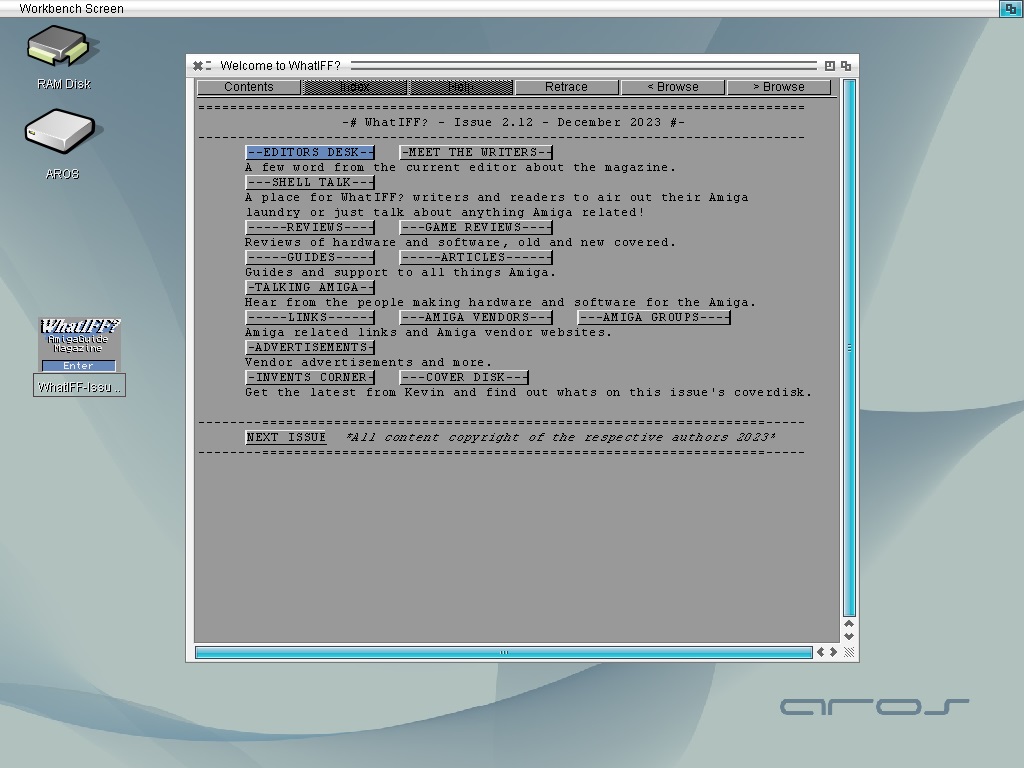 Workbench Screen
RAM Disk
AROS
WhatIFF?
AmigaGuide
Magazine
Enter
WhatIFF-Issu ..
Welcome to WhatIFF?
Contents Index Help Retrace < Browse > Browse
-# WhatIFF? - Issue 2.12 - December 2023 #-
--EDITORS DESK-- -MEET THE WRITERS--
A few word from the current editor about the magazine.
---SHELL TALK---
A place for WhatIFF? writers and readers to air out their Amiga
laundry or just talk about anything Amiga related!
-----REVIEWS---- ---GAME REVIEWS----
Reviews of hardware and software, old and new covered.
-----GUIDES----- -----ARTICLES------
Guides and support to all things Amiga.
-TALKING AMIGA--
Hear from the people making hardware and software for the Amiga.
-----LINKS------ ---AMIGA VENDORS--- ---AMIGA GROUPS----
Amiga related links and Amiga vendor websites.
-ADVERTISEMENTS-
Vendor advertisements and more.
-INVENTS CORNER- ---COVER DISK---
Get the latest from Kevin and find out whats on this issue's coverdisk.
NEXT ISSUE *All content copyright of the respective authors 2023*
aros